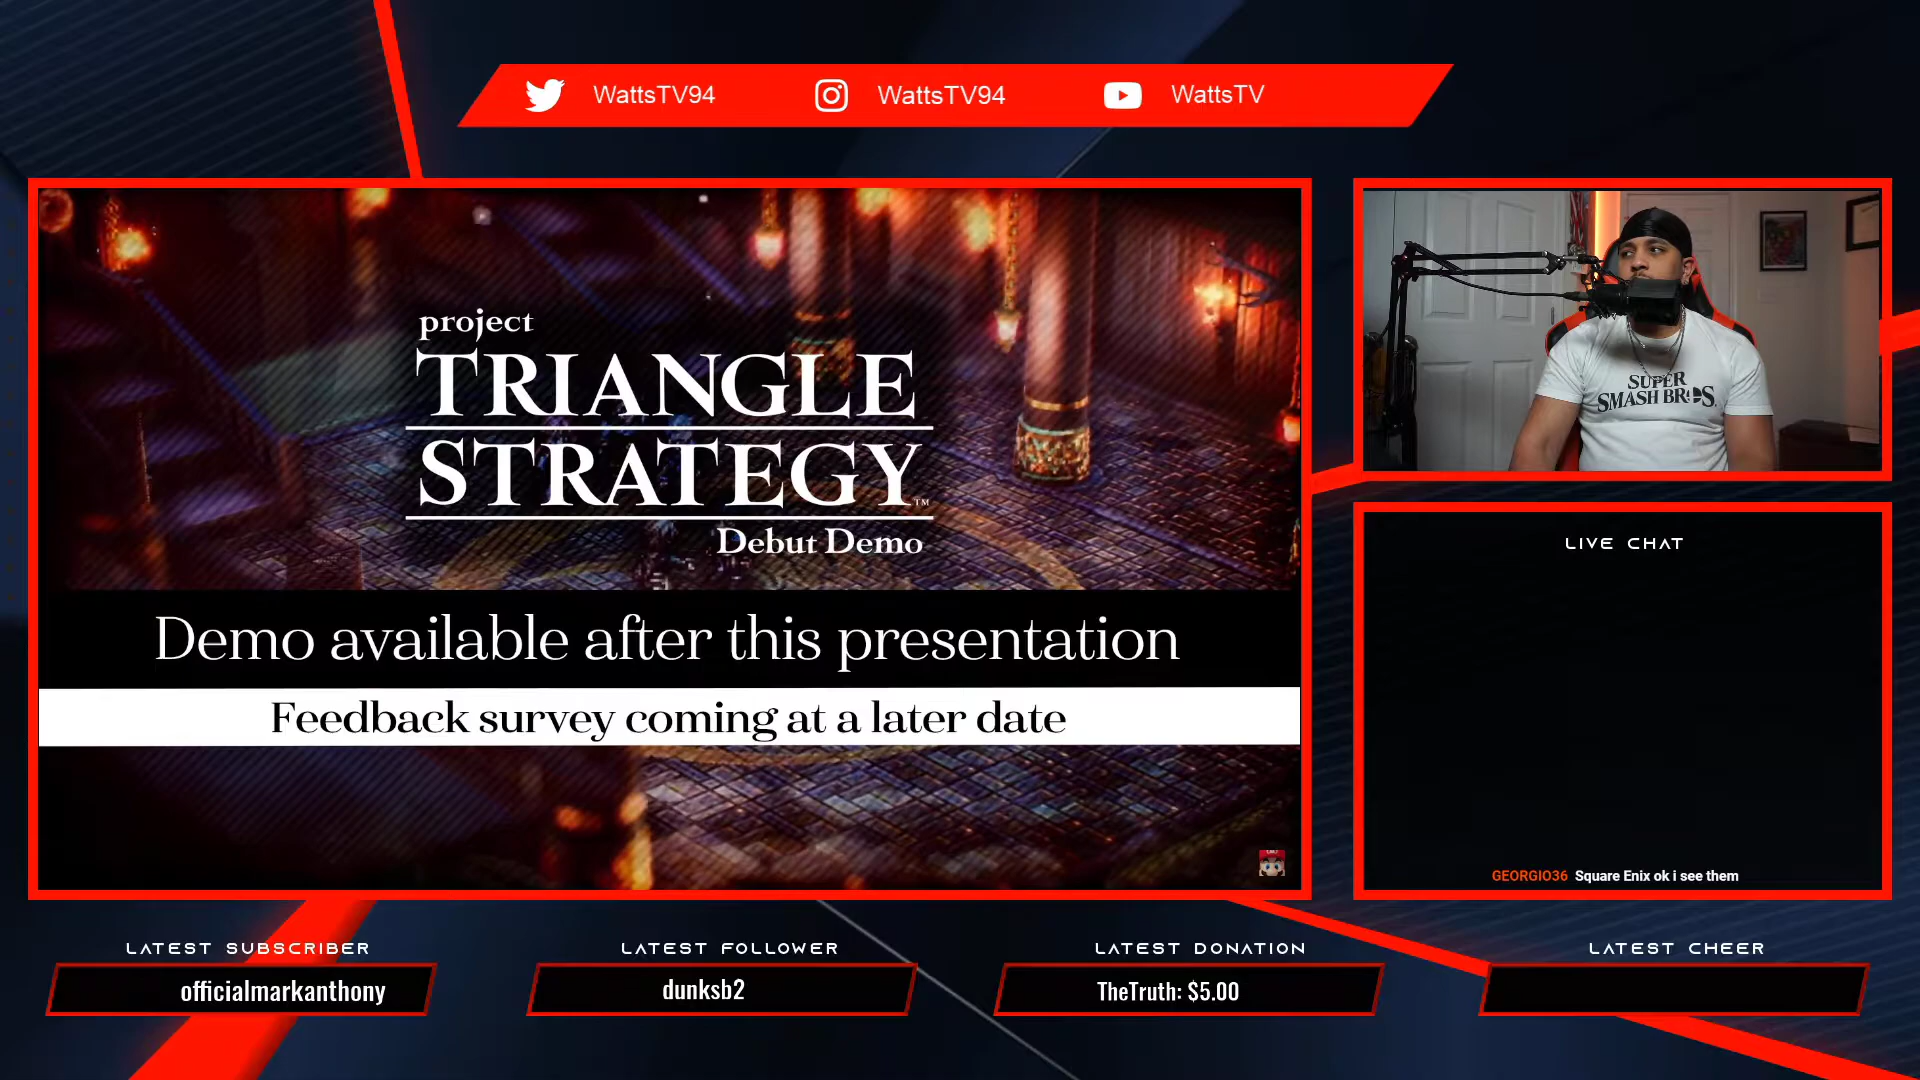 WattsTV94
WattsTV94
WattsTV
project
TRIANGLE
STRATEGY™
Debut Demo
Demo available after this presentation
Feedback survey coming at a later date
SUPER
SMASH BROS.
LIVE CHAT
GEORGIO36 Square Enix ok i see them
LATEST SUBSCRIBER
officialmarkanthony
LATEST FOLLOWER
dunksb2
LATEST DONATION
TheTruth: $5.00
LATEST CHEER